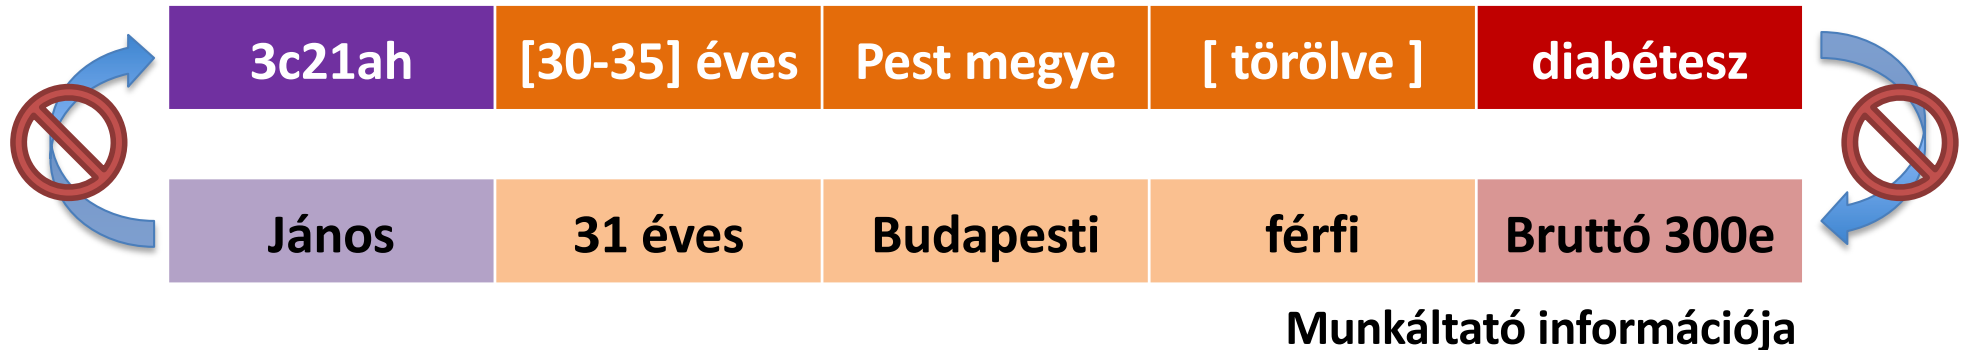 3c21ah [30-35] éves Pest megye [ törölve ] diabétesz
János 31 éves Budapesti férfi Bruttó 300e
Munkáltató információja